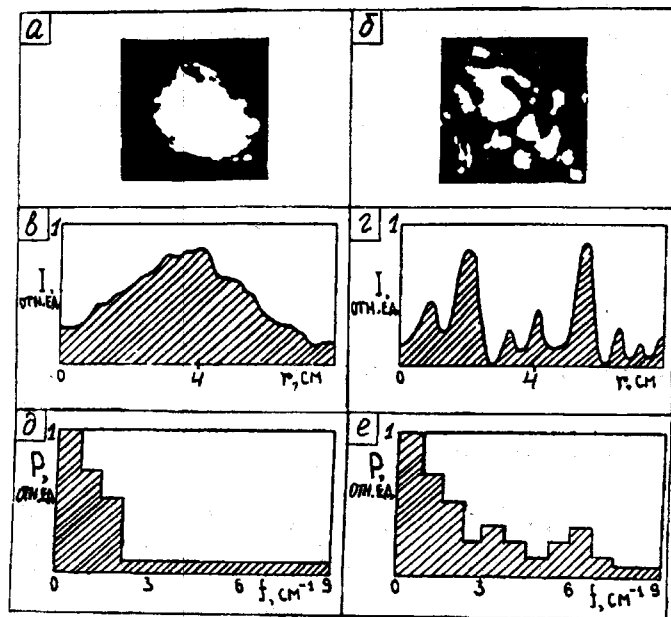 а
б
в
1
I,
ОТН.ЕД.
0
4
r, см
г
1
I,
ОТН.ЕД.
4
r, см
д
1
P,
ОТН.ЕД.
0
3
6
f, см⁻¹
9
е
1
P,
ОТН.ЕД.
0
3
6
f, см⁻¹
9